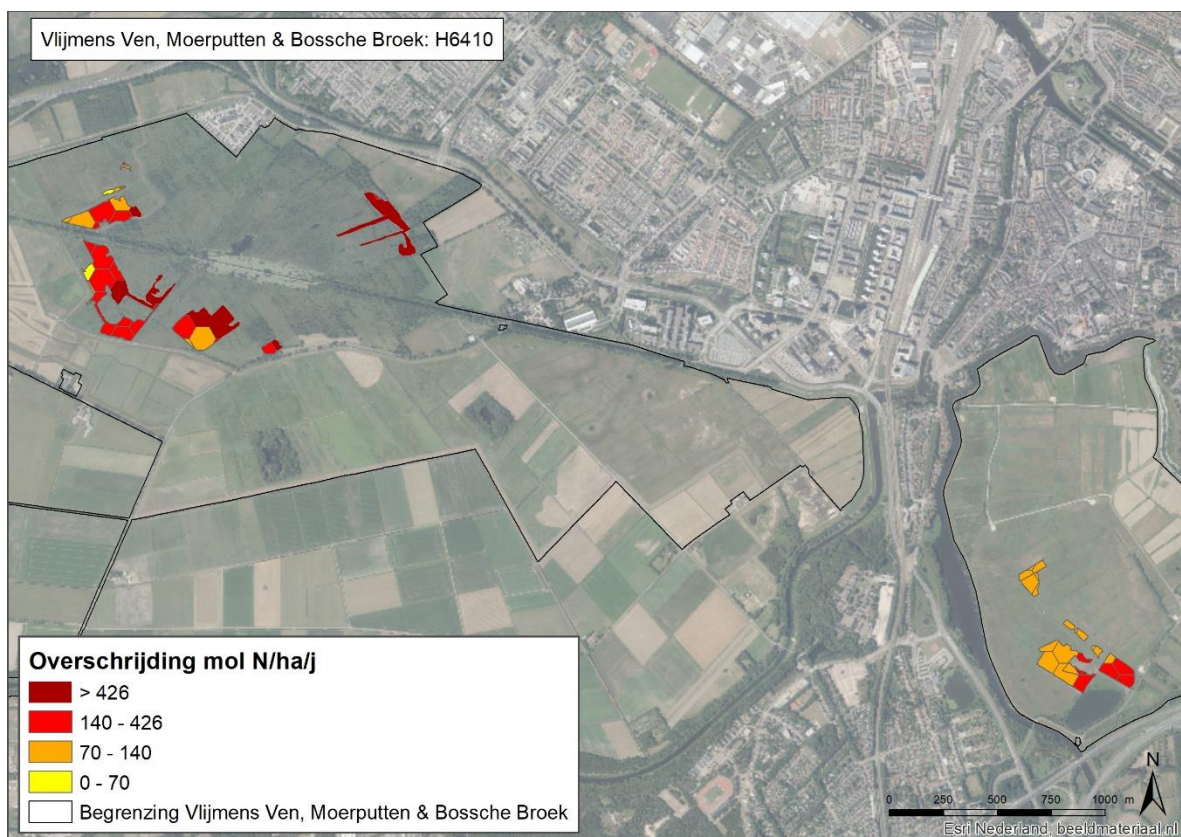 Vlijmens Ven, Moerputten & Bossche Broek: H6410
Overschrijding mol N/ha/j
> 426
140 - 426
70 - 140
0 - 70
Begrenzing Vlijmens Ven, Moerputten & Bossche Broek
N
0 250 500 750 1000 m
Esri Nederland, beeldmateriaal.nl